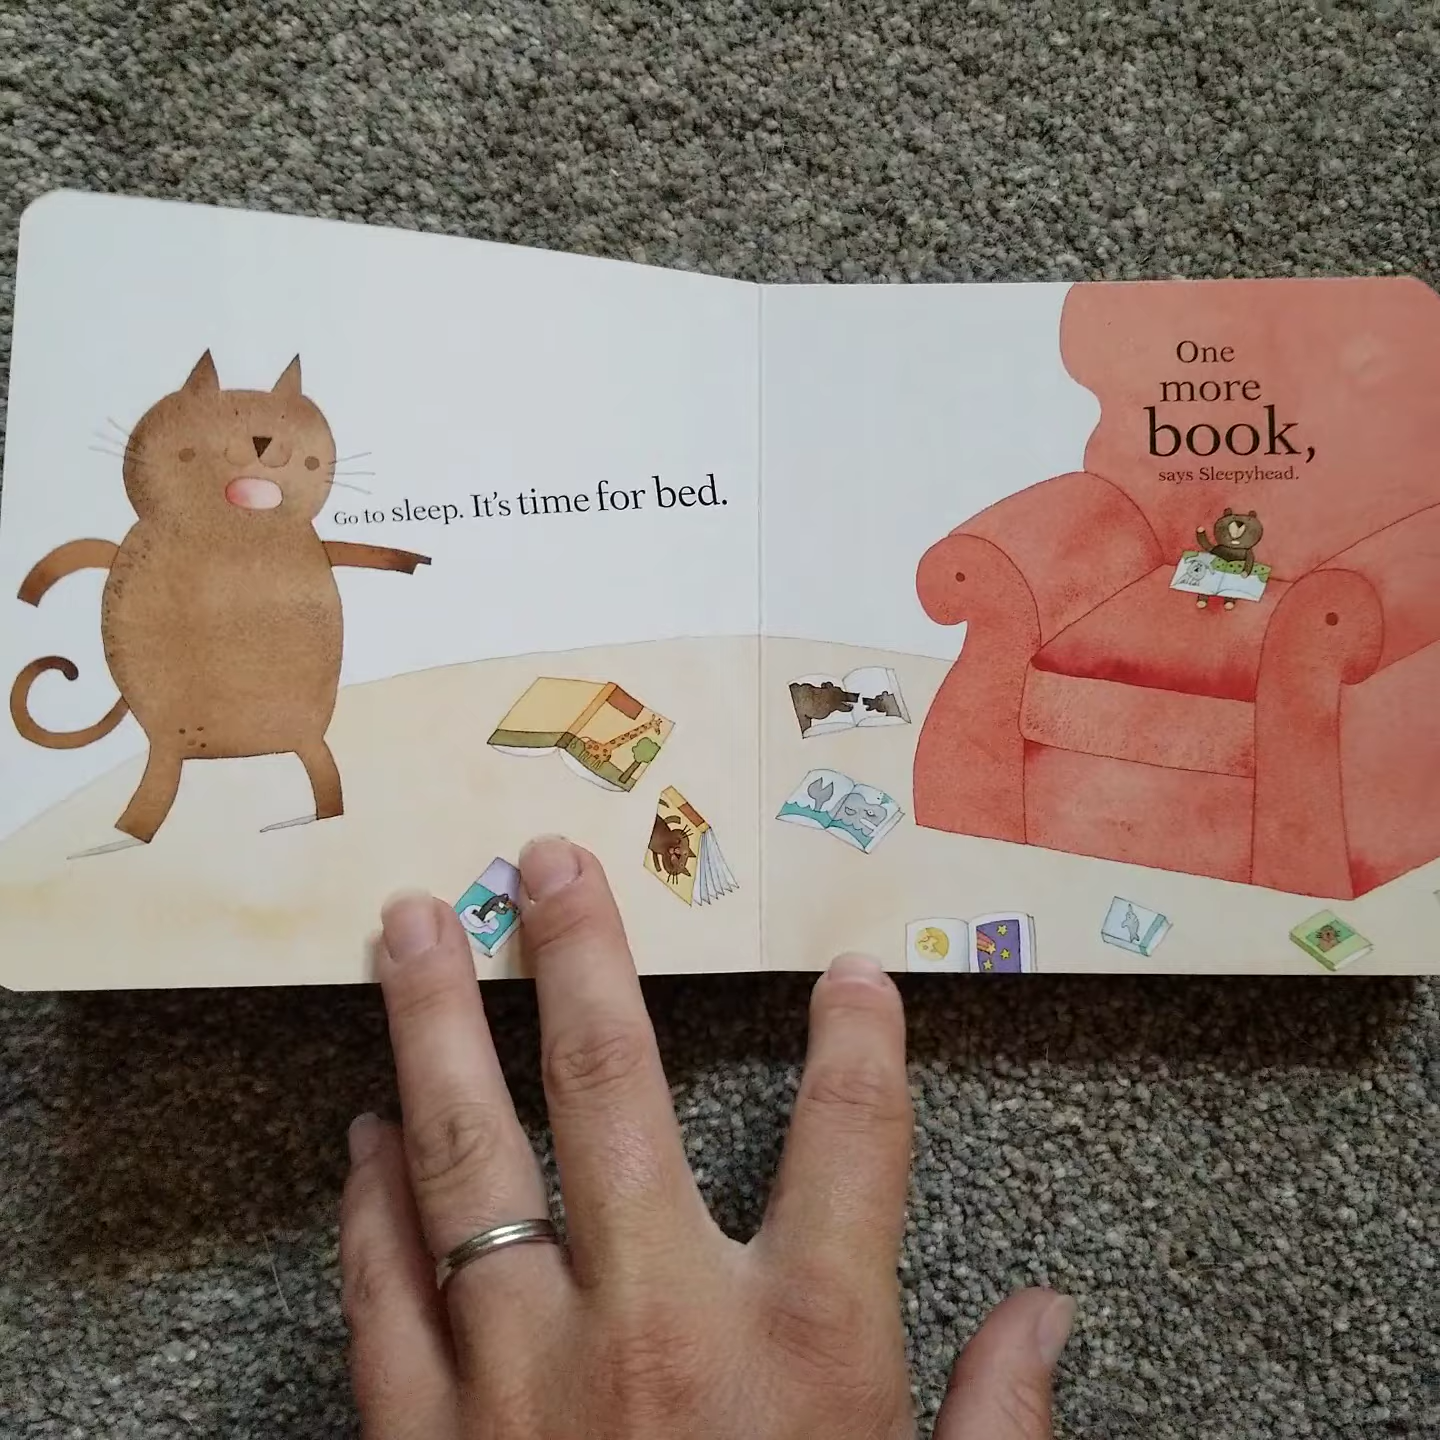 Go to sleep. It's time for bed.
One
more
book,
says Sleepyhead.